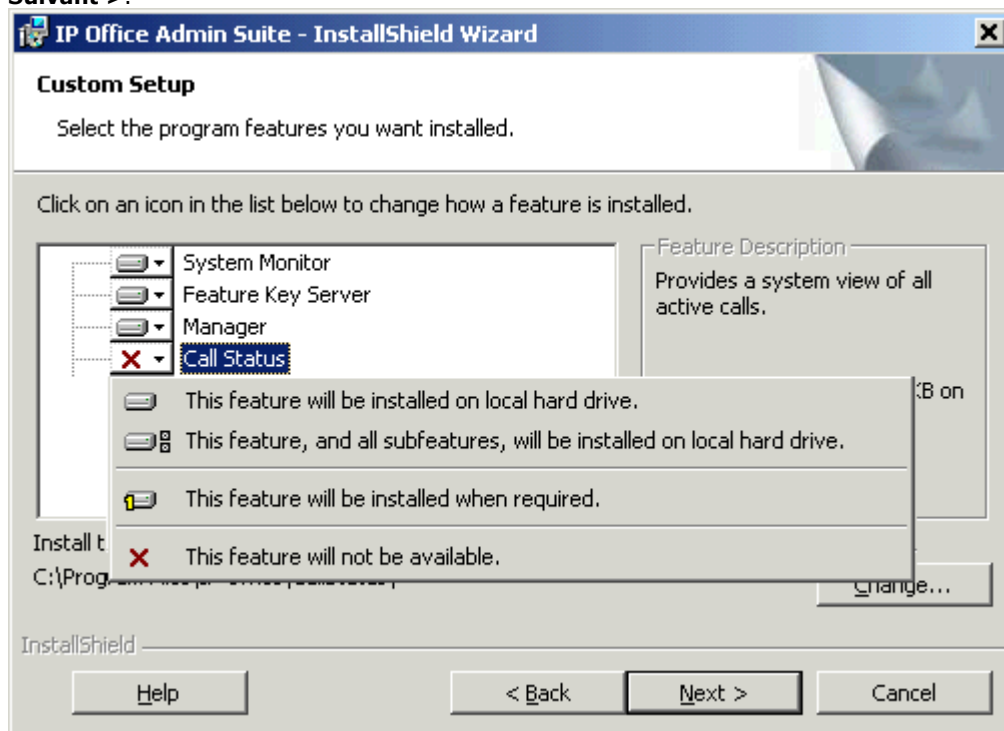 Suivant >.
IP Office Admin Suite - InstallShield Wizard
Custom Setup
Select the program features you want installed.
Click on an icon in the list below to change how a feature is installed.
System Monitor
Feature Key Server
Manager
Call Status
Feature Description
Provides a system view of all
active calls.
KB on
This feature will be installed on local hard drive.
This feature, and all subfeatures, will be installed on local hard drive.
This feature will be installed when required.
This feature will not be available.
Install t
C:\Prog
Change...
InstallShield
Help
< Back
Next >
Cancel